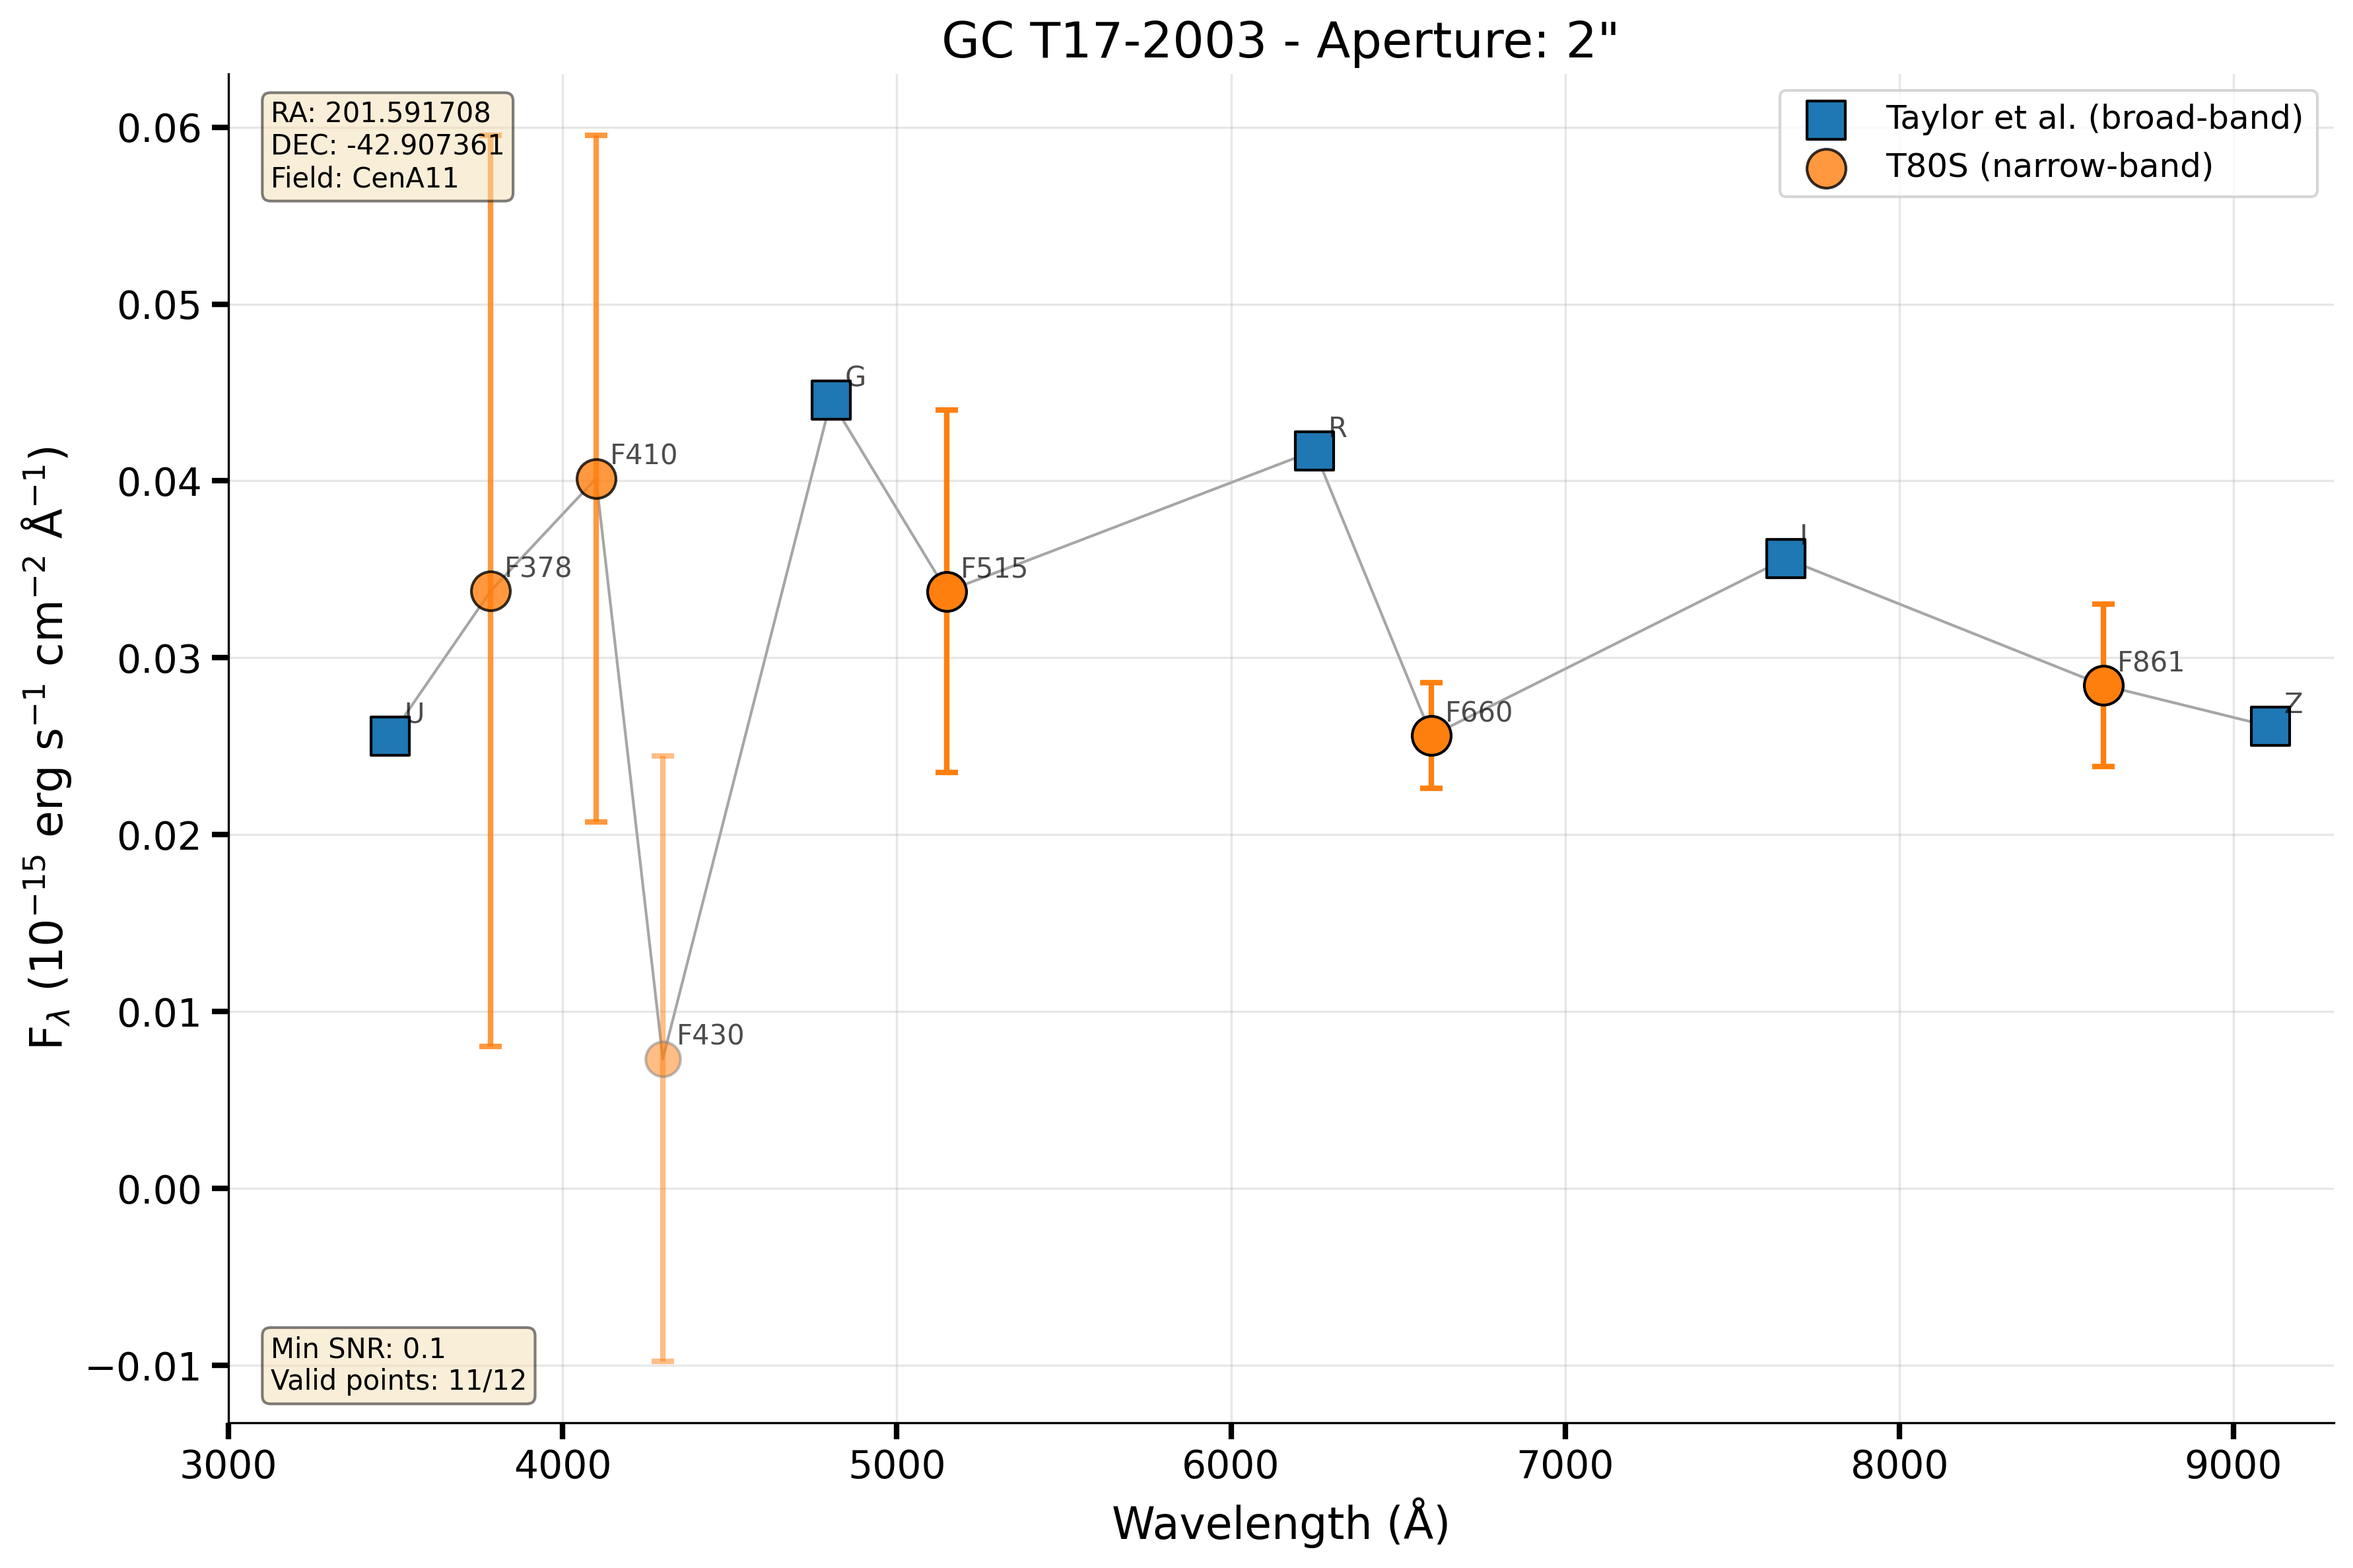 GC T17-2003 - Aperture: 2"
RA: 201.591708
DEC: -42.907361
Field: CenA11
Taylor et al. (broad-band)
T80S (narrow-band)
0.06
0.05
0.04
0.03
0.02
0.01
0.00
−0.01
F_λ (10⁻¹⁵ erg s⁻¹ cm⁻² Å⁻¹)
U
F378
F410
F430
G
F515
R
F660
I
F861
Z
Min SNR: 0.1
Valid points: 11/12
3000 4000 5000 6000 7000 8000 9000
Wavelength (Å)